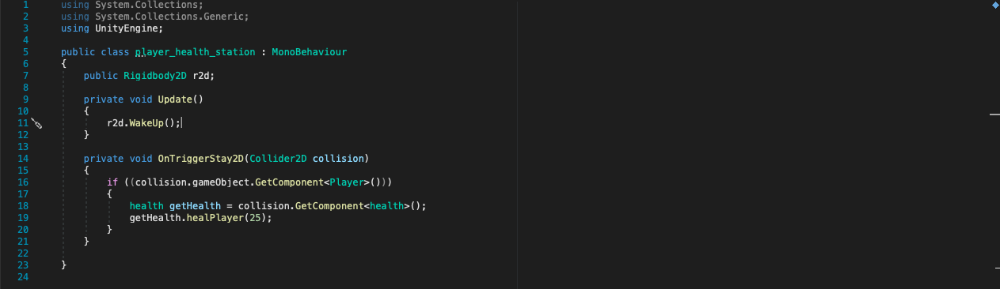 1 using System.Collections;
2 using System.Collections.Generic;
3 using UnityEngine;
4
5 public class player_health_station : MonoBehaviour
6 {
7     public Rigidbody2D r2d;
8
9     private void Update()
10     {
11         r2d.WakeUp();
12     }
13
14     private void OnTriggerStay2D(Collider2D collision)
15     {
16         if ((collision.gameObject.GetComponent<Player>()))
17         {
18             health getHealth = collision.GetComponent<health>();
19             getHealth.healPlayer(25);
20         }
21     }
22
23 }
24